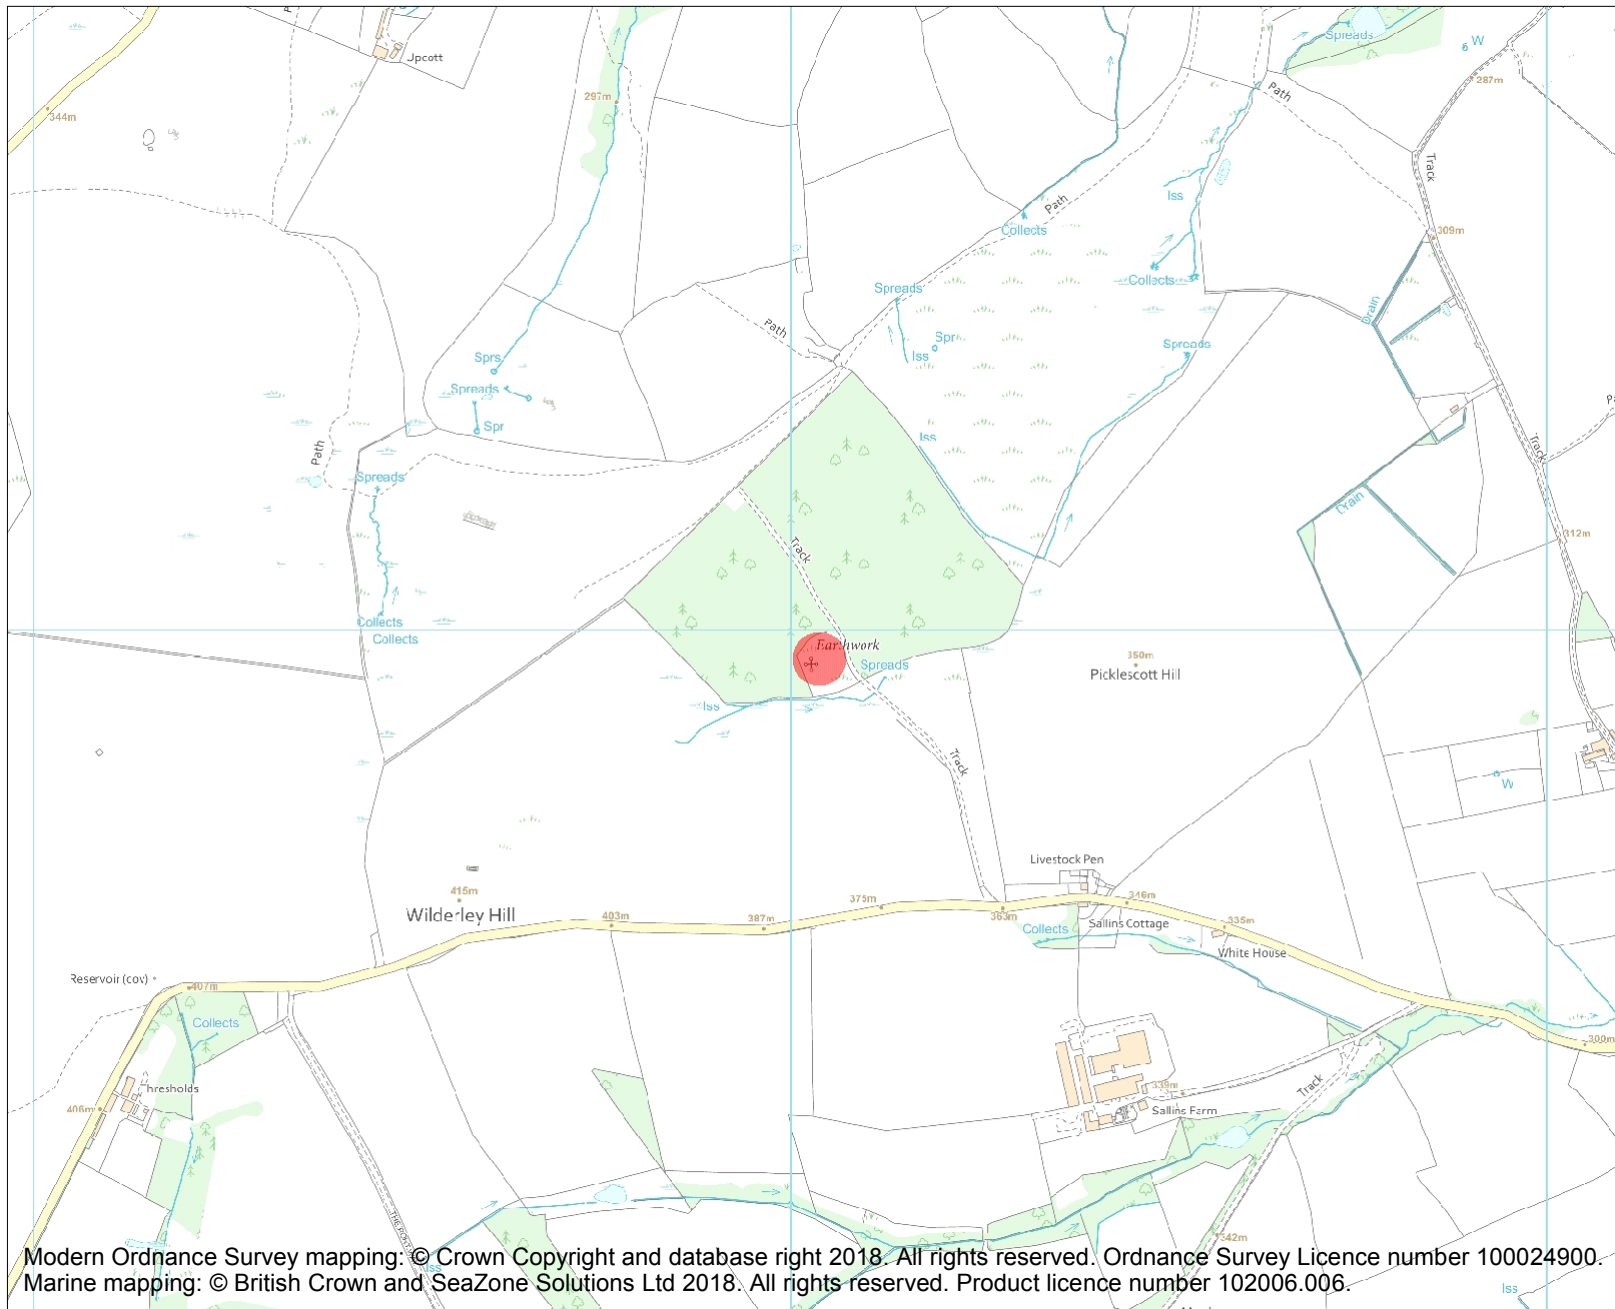 Spreads
W
Jpcott
287m
297m
Path
344m
Track
Iss
Path
Collects
309m
Collects
Spreads
Drain
Path
Spr
Iss
Spreads
Sprs
Spreads
Spr
Iss
Path
Track
Spreads
Drain
Track
312m
Collects
Collects
Earthwork
350m
Spreads
Picklescott Hill
Iss
Track
W
Livestock Pen
415m
375m
346m
Wilderley Hill
403m
387m
363m
335m
Collects
Sallins Cottage
White House
Reservoir (cov)
407m
Collects
300m
Thresholds
339m
Track
406m
Sallins Farm
342m
Modern Ordnance Survey mapping: © Crown Copyright and database right 2018. All rights reserved. Ordnance Survey Licence number 100024900.
Iss
Marine mapping: © British Crown and SeaZone Solutions Ltd 2018. All rights reserved. Product licence number 102006.006.
Iss